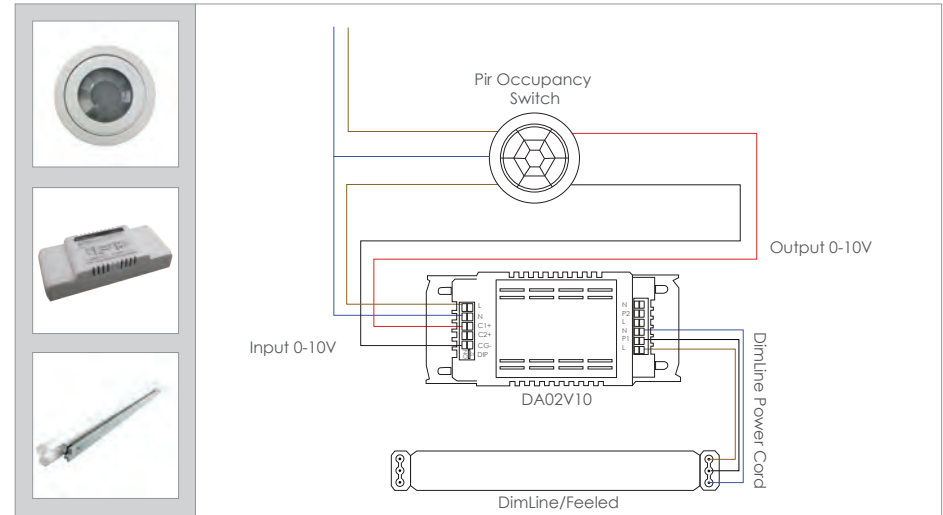 Pir Occupancy
Switch
Output 0-10V
Input 0-10V
L
N
C1+
C2+
CG-
DIP
N
P2
L
N
P1
L
DA02V10
DimLine Power Cord
DimLine/Feeled